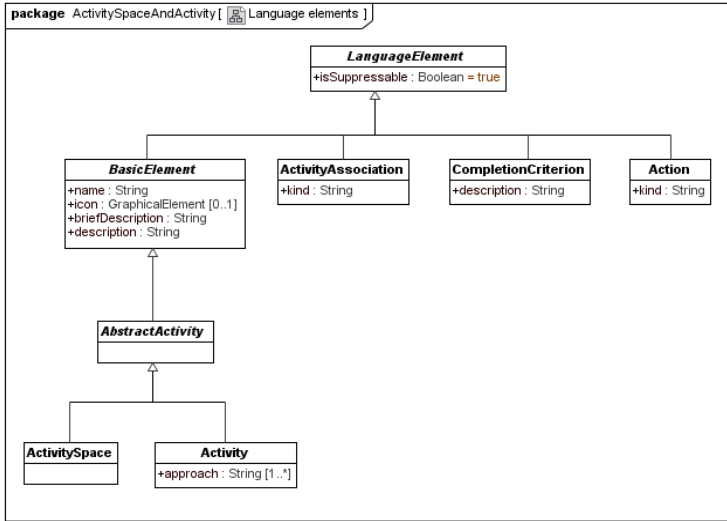 package ActivitySpaceAndActivity [ Language elements ]
LanguageElement
+isSuppressable : Boolean = true
BasicElement
+name : String
+icon : GraphicalElement [0..1]
+briefDescription : String
+description : String
ActivityAssociation
+kind : String
CompletionCriterion
+description : String
Action
+kind : String
AbstractActivity
ActivitySpace
Activity
+approach : String [1..*]